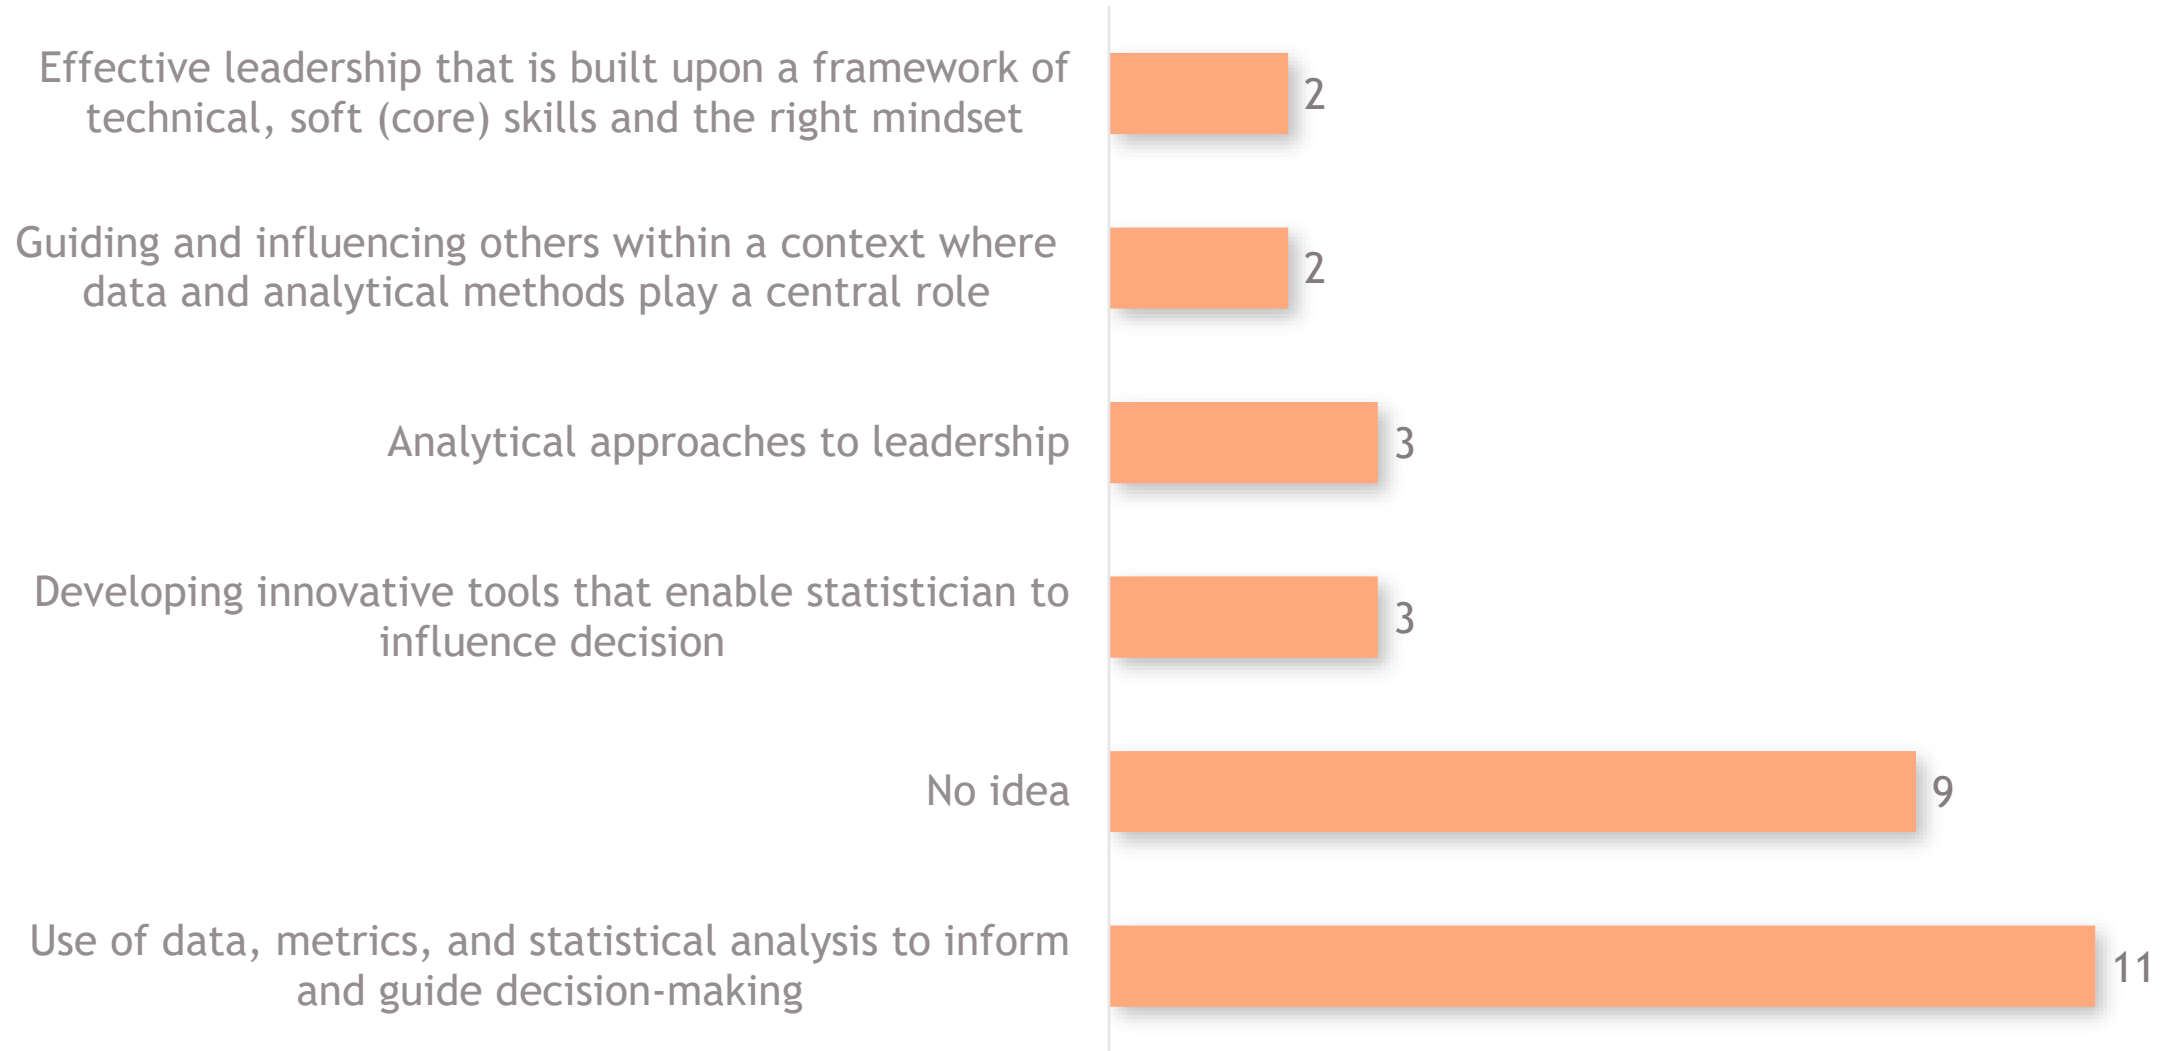 Effective leadership that is built upon a framework of
technical, soft (core) skills and the right mindset
2
Guiding and influencing others within a context where
data and analytical methods play a central role
2
Analytical approaches to leadership
3
Developing innovative tools that enable statistician to
influence decision
3
No idea
9
Use of data, metrics, and statistical analysis to inform
and guide decision-making
11